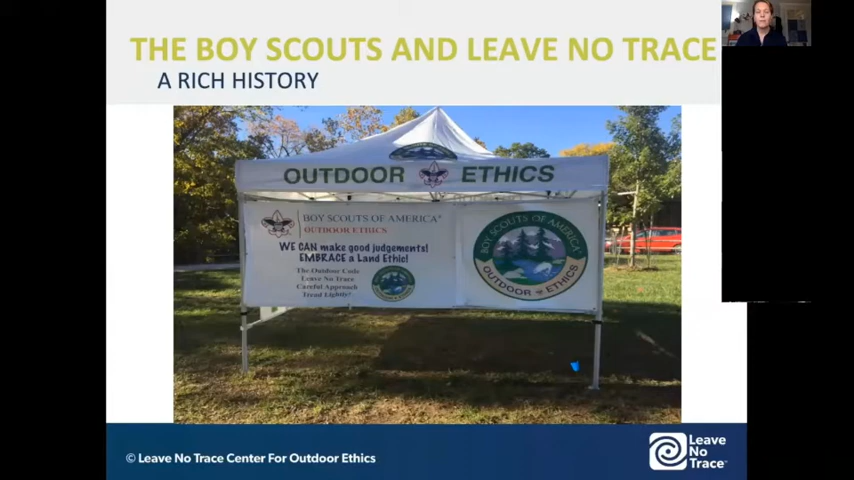 THE BOY SCOUTS AND LEAVE NO TRACE
A RICH HISTORY
OUTDOOR ETHICS
BOY SCOUTS OF AMERICA®
OUTDOOR ETHICS
WE CAN make good judgements!
EMBRACE a Land Ethic!
The Outdoor Code
Leave No Trace
Careful Approach
Tread Lightly!
BOY SCOUTS OF AMERICA
OUTDOOR ETHICS
© Leave No Trace Center For Outdoor Ethics
Leave
No
Trace™